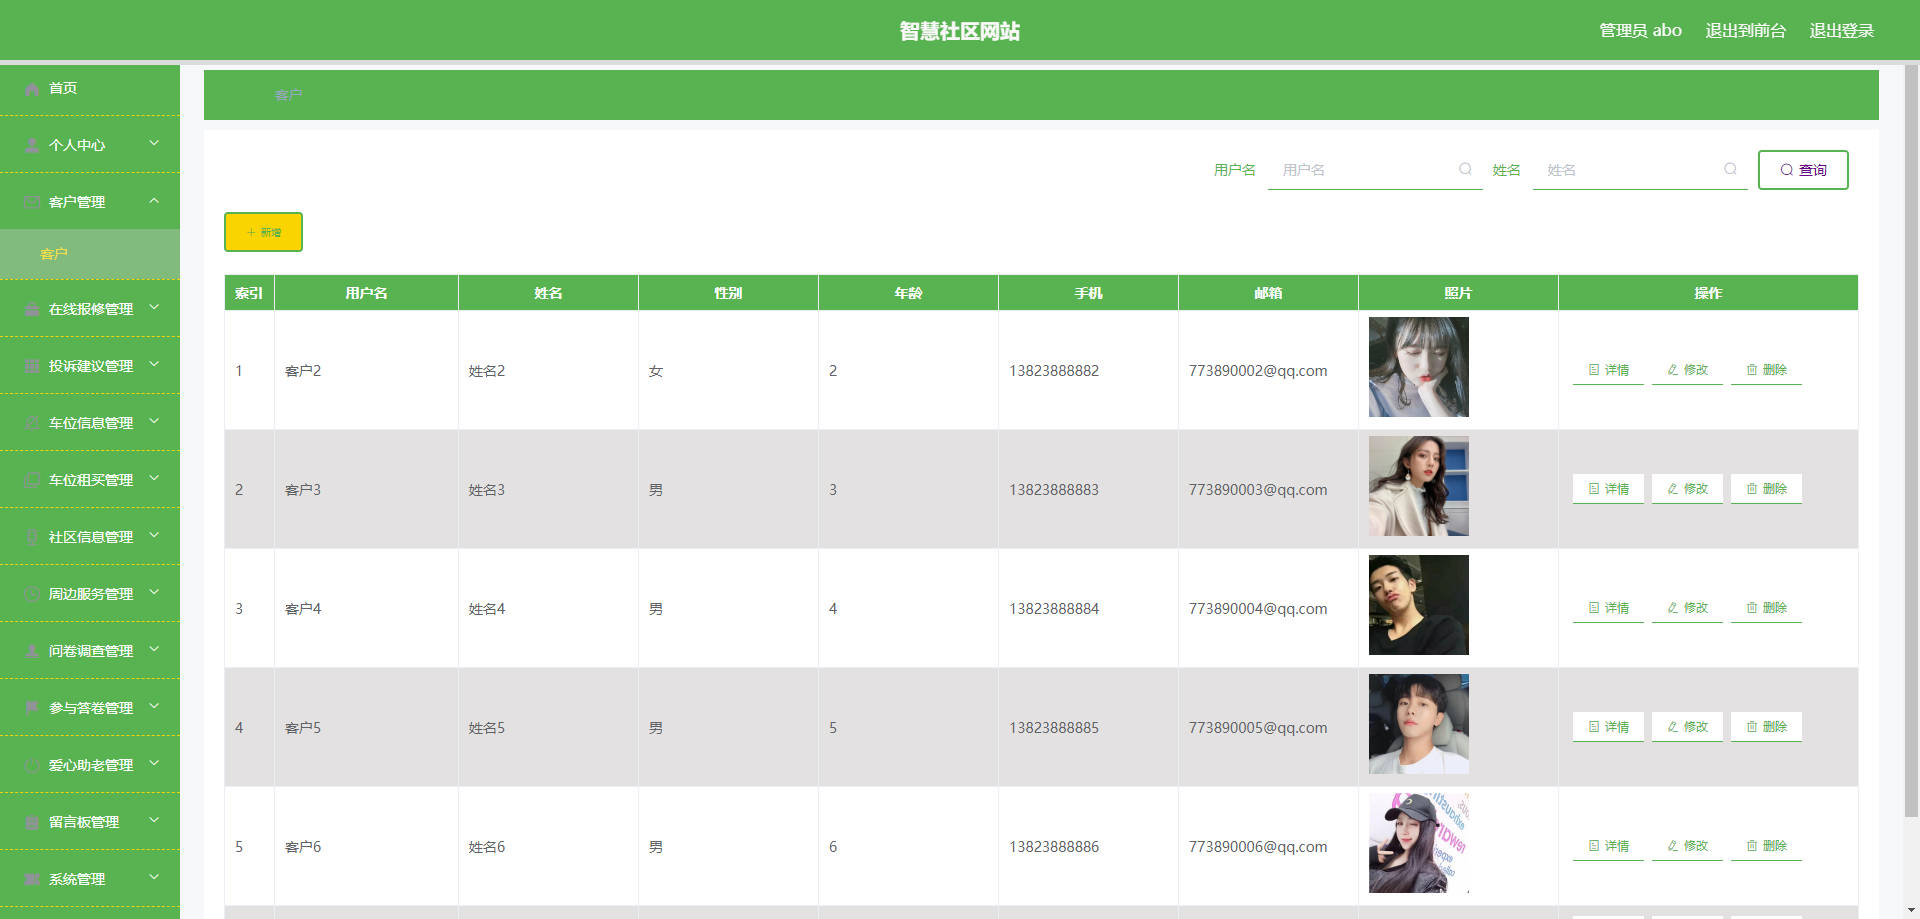 智慧社区网站
管理员 abo 退出到前台 退出登录
首页
个人中心
客户管理
客户
在线报修管理
投诉建议管理
车位信息管理
车位租买管理
社区信息管理
周边服务管理
问卷调查管理
参与答卷管理
爱心助老管理
留言板管理
系统管理
客户
用户名 用户名 姓名 姓名 查询
新增
索引 用户名 姓名 性别 年龄 手机 邮箱 照片 操作
1 客户2 姓名2 女 2 13823888882 773890002@qq.com 详情 修改 删除
2 客户3 姓名3 男 3 13823888883 773890003@qq.com 详情 修改 删除
3 客户4 姓名4 男 4 13823888884 773890004@qq.com 详情 修改 删除
4 客户5 姓名5 男 5 13823888885 773890005@qq.com 详情 修改 删除
5 客户6 姓名6 男 6 13823888886 773890006@qq.com 详情 修改 删除